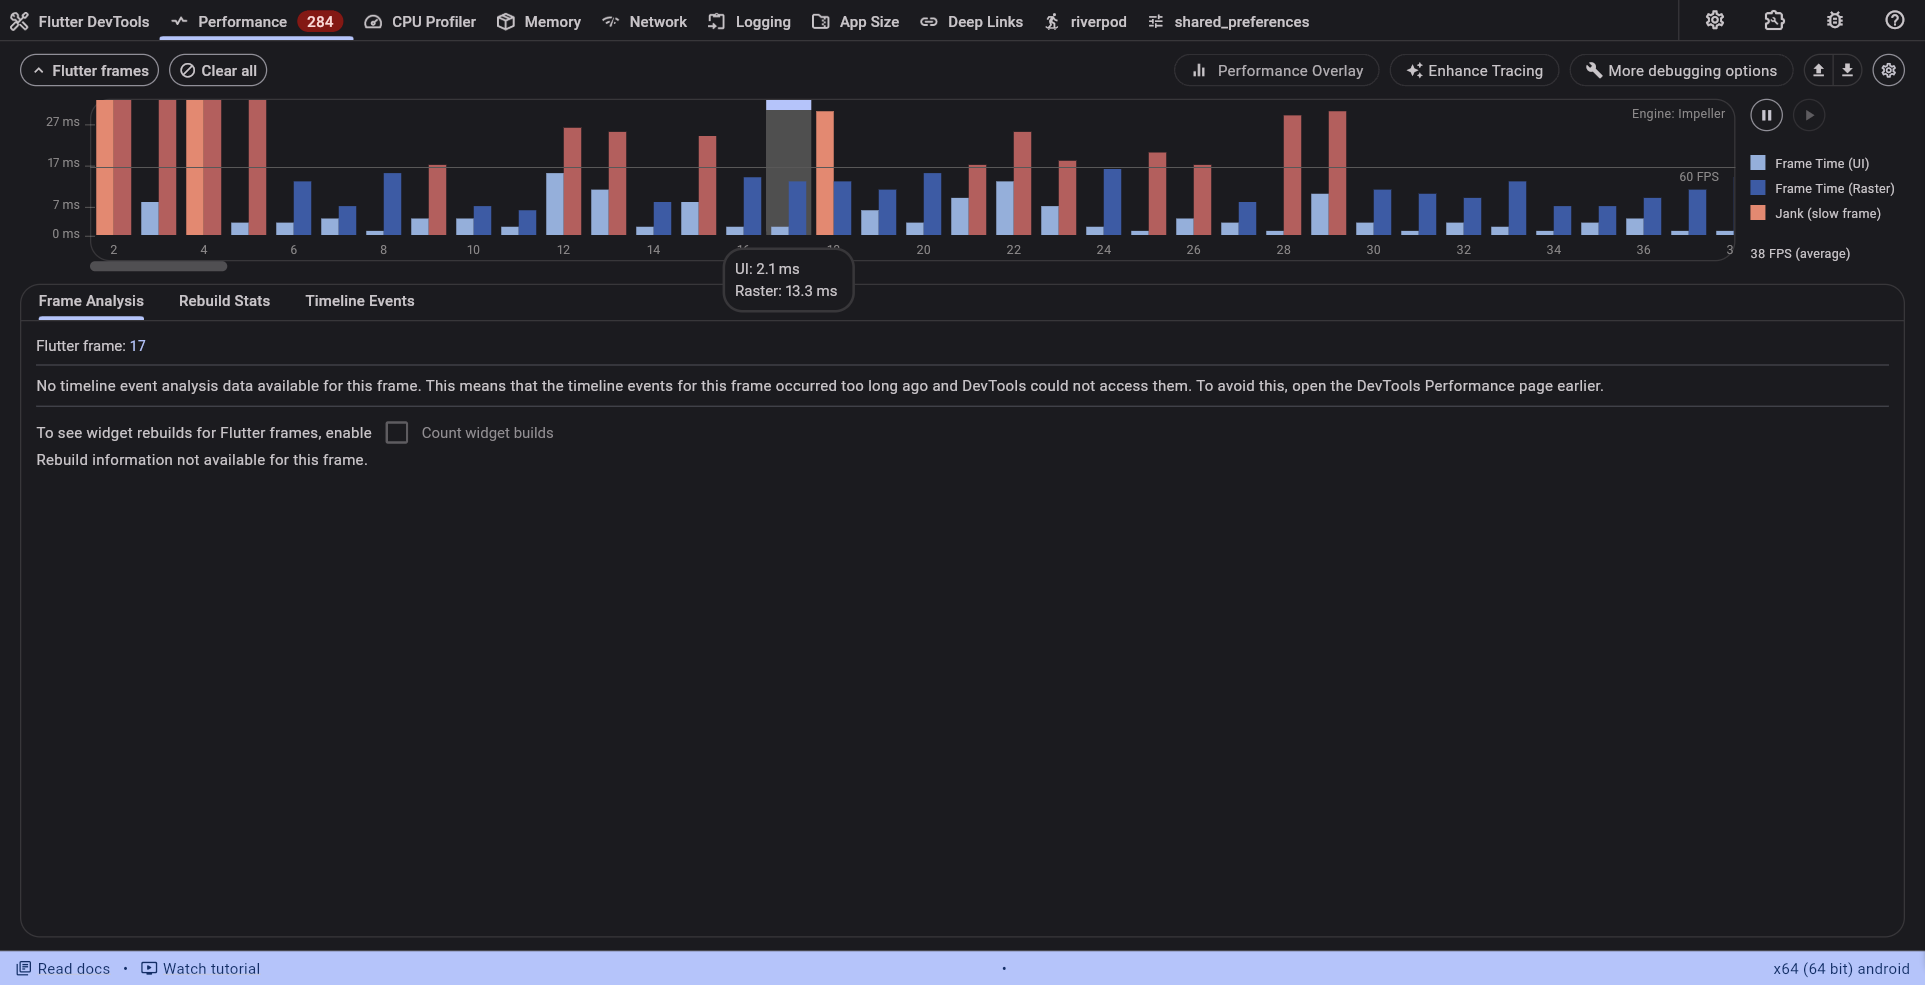 Flutter DevTools
Performance 284
CPU Profiler
Memory
Network
Logging
App Size
Deep Links
riverpod
shared_preferences
Flutter frames
Clear all
Performance Overlay
Enhance Tracing
More debugging options
27 ms
17 ms
7 ms
0 ms
Engine: Impeller
60 FPS
2 4 6 8 10 12 14 20 22 24 26 28 30 32 34 36 3
UI: 2.1 ms
Raster: 13.3 ms
Frame Time (UI)
Frame Time (Raster)
Jank (slow frame)
38 FPS (average)
Frame Analysis
Rebuild Stats
Timeline Events
Flutter frame: 17
No timeline event analysis data available for this frame. This means that the timeline events for this frame occurred too long ago and DevTools could not access them. To avoid this, open the DevTools Performance page earlier.
To see widget rebuilds for Flutter frames, enable Count widget builds
Rebuild information not available for this frame.
Read docs • Watch tutorial
•
x64 (64 bit) android